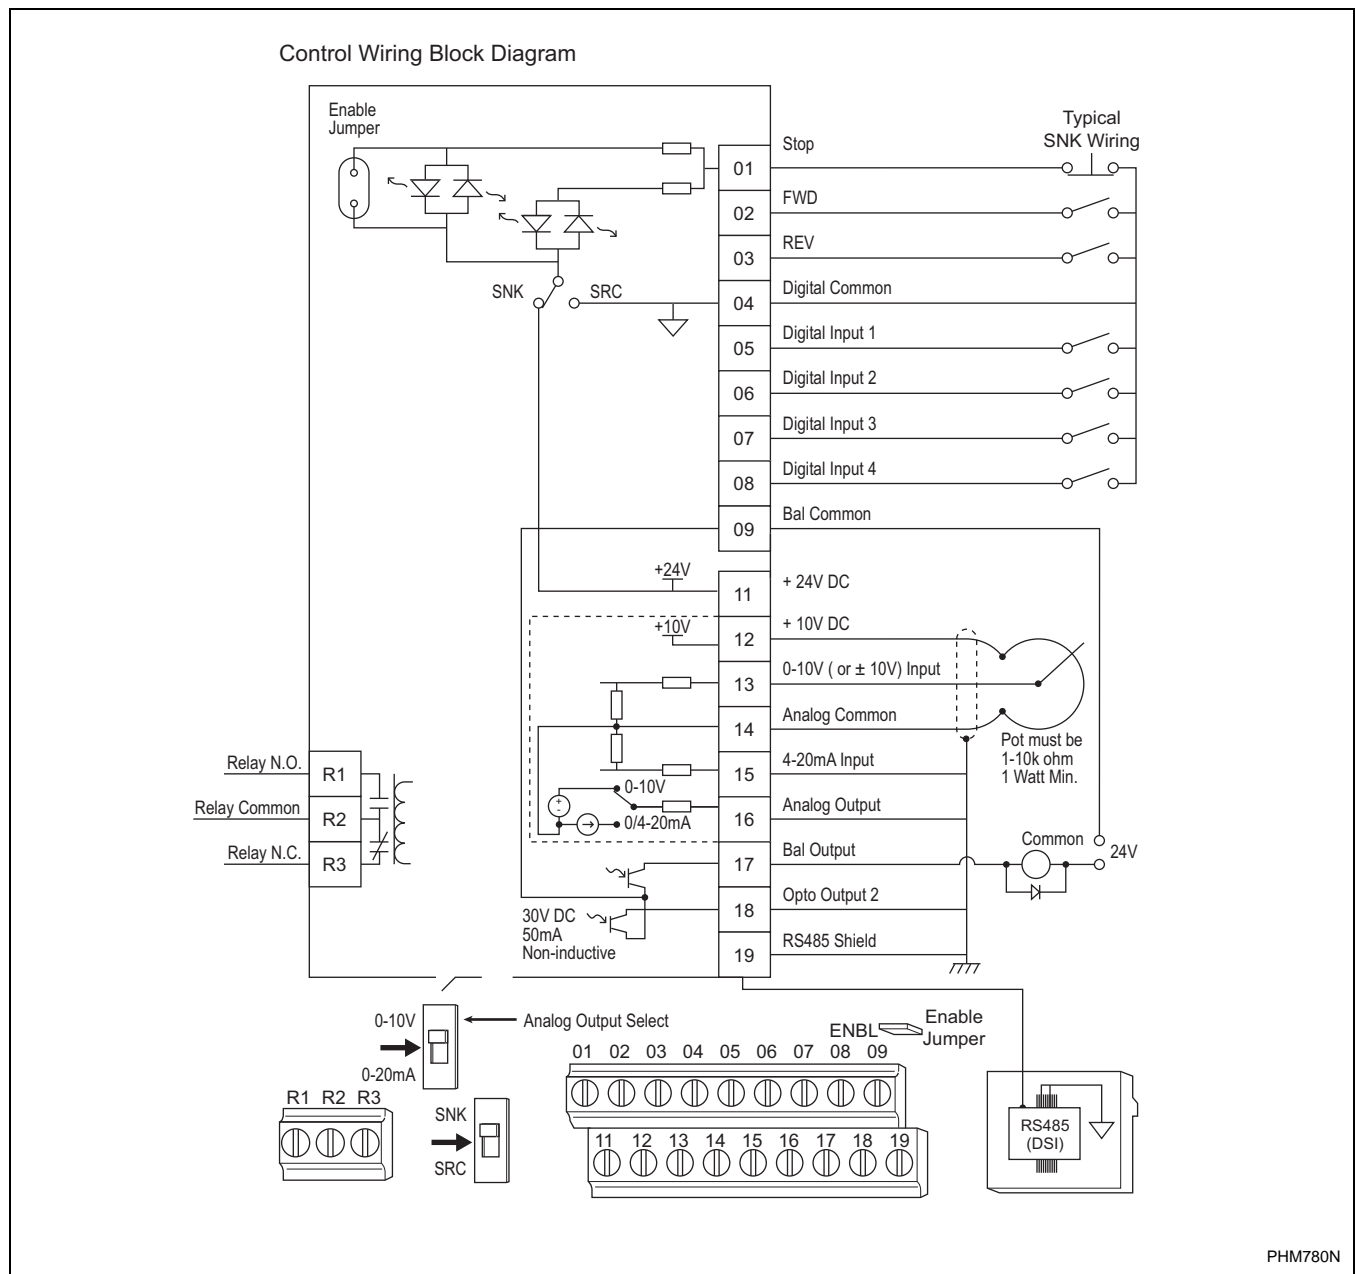 Control Wiring Block Diagram
Enable
Jumper
Typical
SNK Wiring
01
Stop
02
FWD
03
REV
SNK
SRC
04
Digital Common
05
Digital Input 1
06
Digital Input 2
07
Digital Input 3
08
Digital Input 4
09
Bal Common
+24V
11
+ 24V DC
+10V
12
+ 10V DC
13
0-10V ( or ± 10V) Input
14
Analog Common
Pot must be
1-10k ohm
1 Watt Min.
15
4-20mA Input
0-10V
0/4-20mA
16
Analog Output
17
Bal Output
Common
24V
18
Opto Output 2
30V DC
50mA
Non-inductive
19
RS485 Shield
Relay N.O.
R1
Relay Common
R2
Relay N.C.
R3
0-10V
0-20mA
Analog Output Select
ENBL
Enable
Jumper
01 02 03 04 05 06 07 08 09
R1 R2 R3
SNK
SRC
11 12 13 14 15 16 17 18 19
RS485
(DSI)
+
-
PHM780N